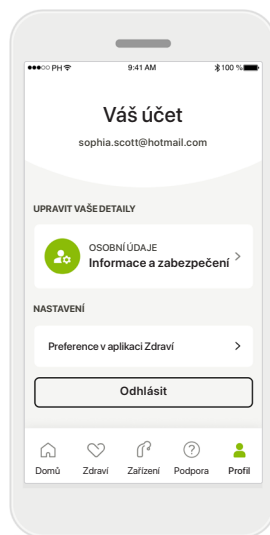 PH 9:41 AM 100 %
Váš účet
sophia.scott@hotmail.com
UPRAVIT VAŠE DETAILY
OSOBNÍ ÚDAJE
Informace a zabezpečení
NASTAVENÍ
Preference v aplikaci Zdraví
Odhlásit
Domů Zdraví Zařízení Podpora Profil